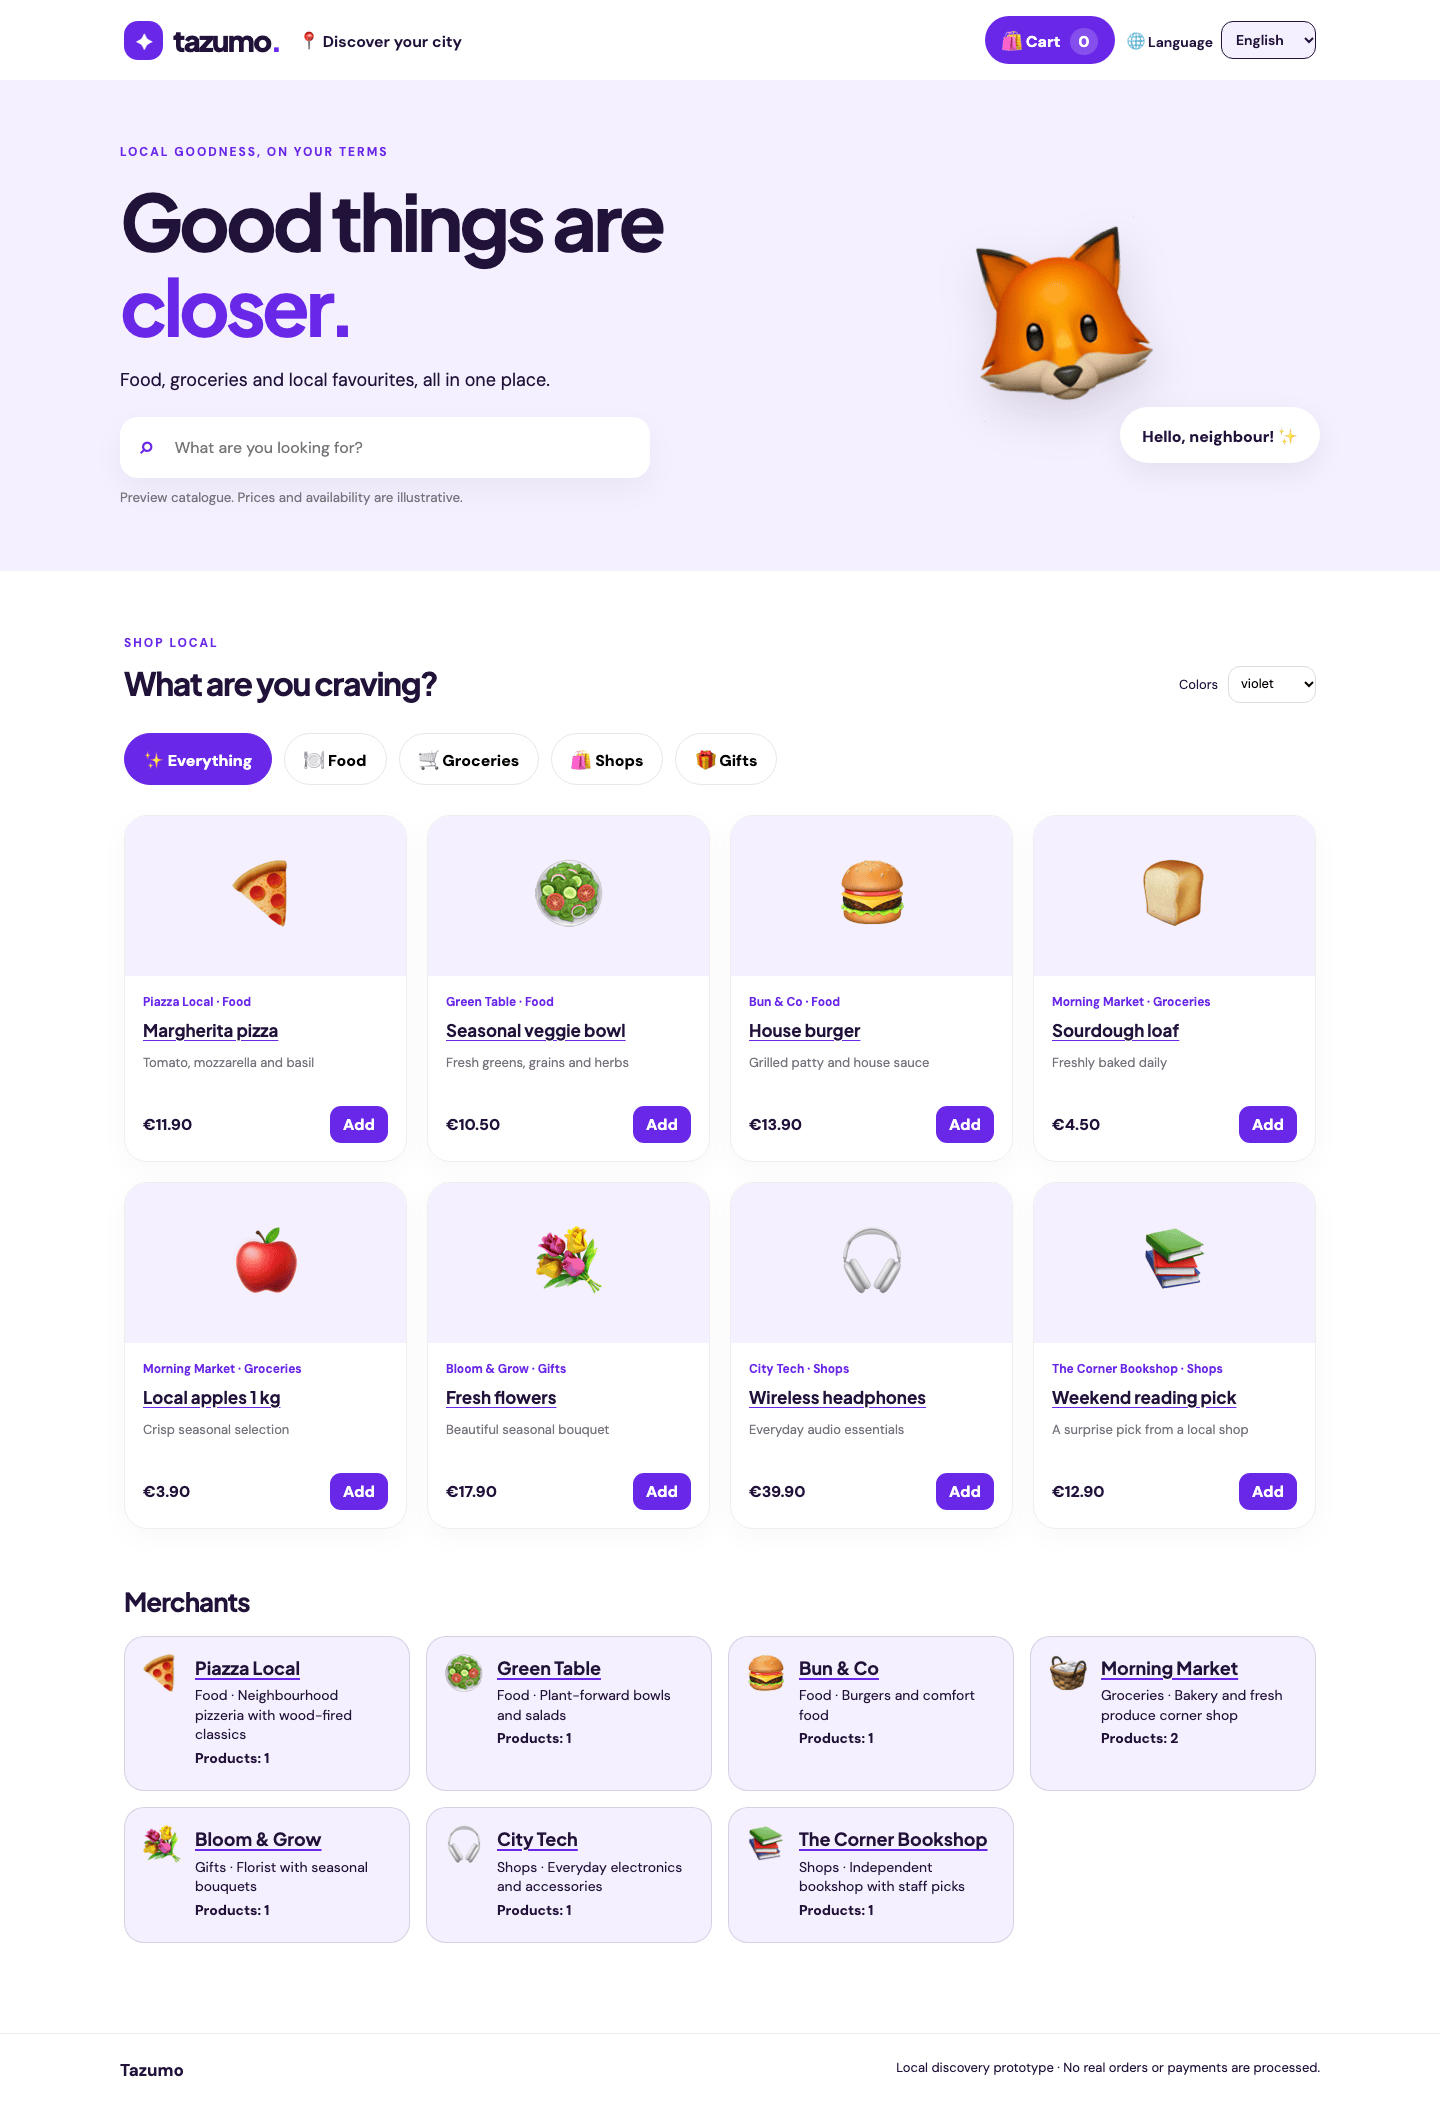 tazumo.
Discover your city
Cart 0
Language
English
LOCAL GOODNESS, ON YOUR TERMS
Good things are
closer.
Food, groceries and local favourites, all in one place.
What are you looking for?
Preview catalogue. Prices and availability are illustrative.
Hello, neighbour!
SHOP LOCAL
What are you craving?
Colors
violet
Everything
Food
Groceries
Shops
Gifts
Piazza Local · Food
Margherita pizza
Tomato, mozzarella and basil
€11.90
Add
Green Table · Food
Seasonal veggie bowl
Fresh greens, grains and herbs
€10.50
Add
Bun & Co · Food
House burger
Grilled patty and house sauce
€13.90
Add
Morning Market · Groceries
Sourdough loaf
Freshly baked daily
€4.50
Add
Morning Market · Groceries
Local apples 1 kg
Crisp seasonal selection
€3.90
Add
Bloom & Grow · Gifts
Fresh flowers
Beautiful seasonal bouquet
€17.90
Add
City Tech · Shops
Wireless headphones
Everyday audio essentials
€39.90
Add
The Corner Bookshop · Shops
Weekend reading pick
A surprise pick from a local shop
€12.90
Add
Merchants
Piazza Local
Food · Neighbourhood
pizzeria with wood-fired
classics
Products: 1
Green Table
Food · Plant-forward bowls
and salads
Products: 1
Bun & Co
Food · Burgers and comfort
food
Products: 1
Morning Market
Groceries · Bakery and fresh
produce corner shop
Products: 2
Bloom & Grow
Gifts · Florist with seasonal
bouquets
Products: 1
City Tech
Shops · Everyday electronics
and accessories
Products: 1
The Corner Bookshop
Shops · Independent
bookshop with staff picks
Products: 1
Tazumo
Local discovery prototype · No real orders or payments are processed.